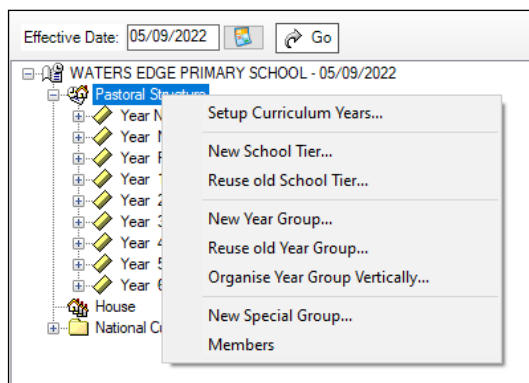 Effective Date: 05/09/2022 Go
WATERS EDGE PRIMARY SCHOOL - 05/09/2022
Pastoral Structure
Setup Curriculum Years...
New School Tier...
Reuse old School Tier...
New Year Group...
Reuse old Year Group...
Organise Year Group Vertically...
New Special Group...
Members
Year N
Year
Year
Year
Year 2
Year 3
Year 4
Year 5
Year 6
House
National